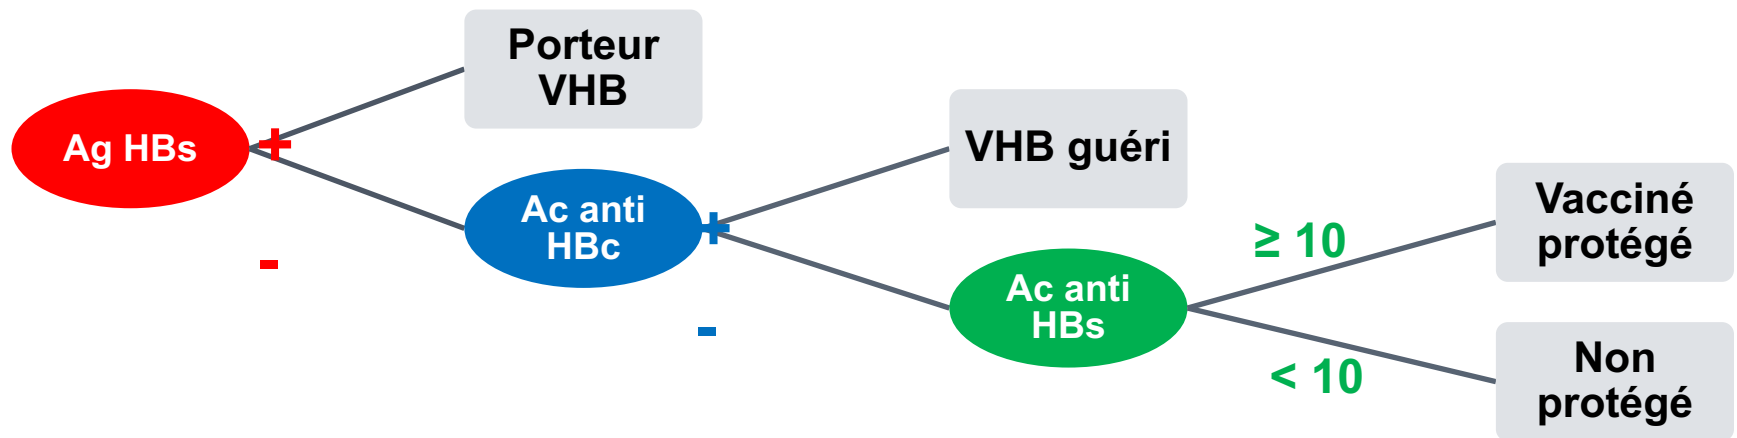 Ag HBs
+
-
Porteur
VHB
Ac anti
HBc
+
-
VHB guéri
Ac anti
HBs
≥ 10
< 10
Vacciné
protégé
Non
protégé